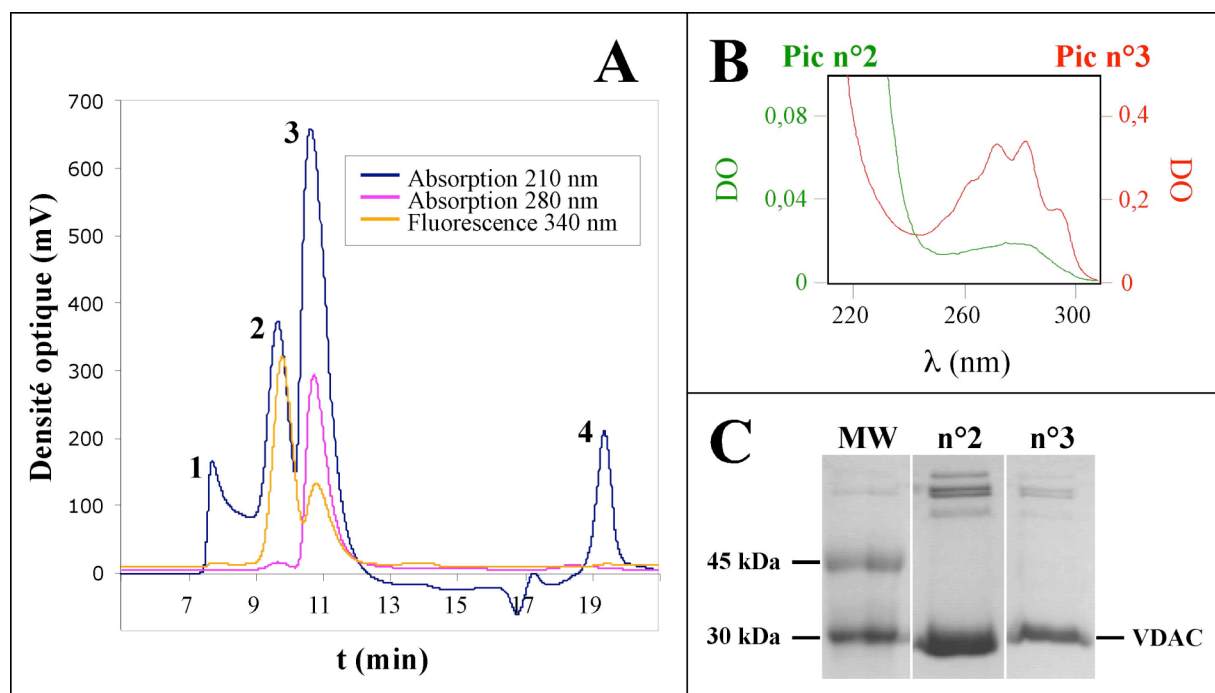 A
Densité optique (mV)
700
600
500
400
300
200
100
0
1
2
3
4
Absorption 210 nm
Absorption 280 nm
Fluorescence 340 nm
7 9 11 13 15 17 19
t (min)
B
Pic n°2 Pic n°3
DO
0,08
0,04
0
0,4
0,2
0
DO
220 260 300
λ (nm)
C
MW n°2 n°3
45 kDa
30 kDa VDAC